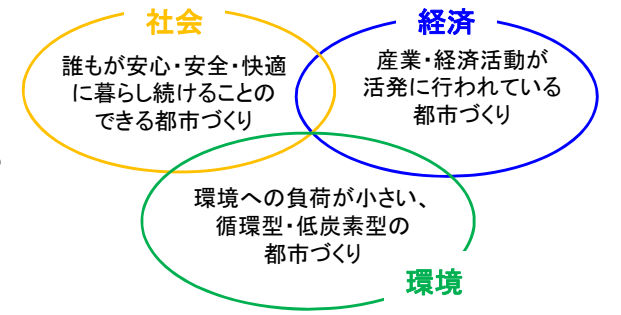 社会
誰もが安心・安全・快適
に暮らし続けることの
できる都市づくり
経済
産業・経済活動が
活発に行われている
都市づくり
環境への負荷が小さい、
循環型・低炭素型の
都市づくり
環境